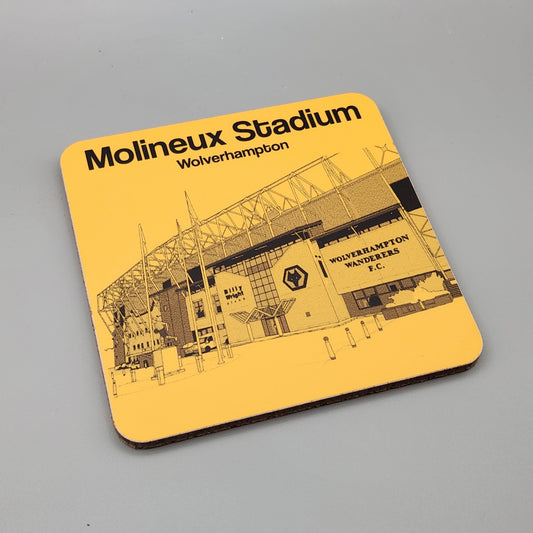 Molineux Stadium
Wolverhampton
WOLVERHAMPTON
WANDERERS
F.C.
Billy
Wright